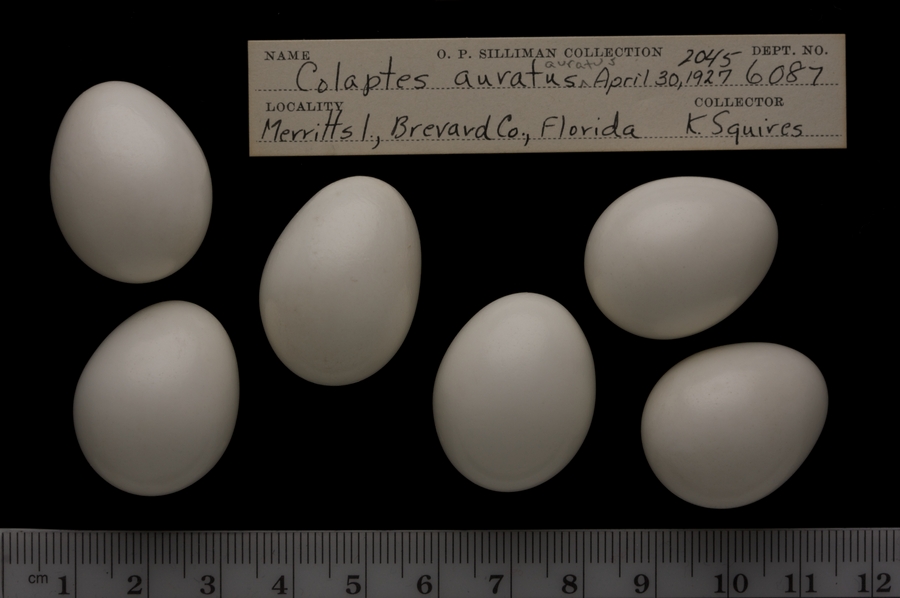 NAME O. P. SILLIMAN COLLECTION 2045 DEPT. NO.
auratus
Colaptes auratus ^ April 30, 1927 6087
LOCALITY COLLECTOR
Merritts I., Brevard Co., Florida K Squires
cm 1 2 3 4 5 6 7 8 9 10 11 12